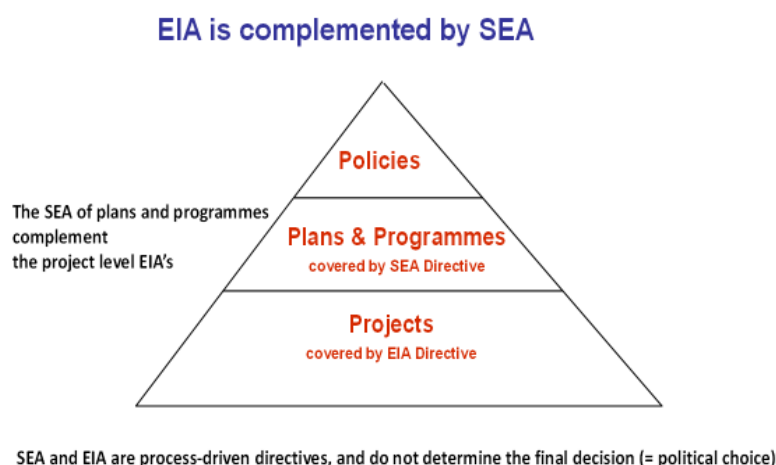 EIA is complemented by SEA
Policies
The SEA of plans and programmes
complement
the project level EIA's
Plans & Programmes
covered by SEA Directive
Projects
covered by EIA Directive
SEA and EIA are process-driven directives, and do not determine the final decision (= political choice)